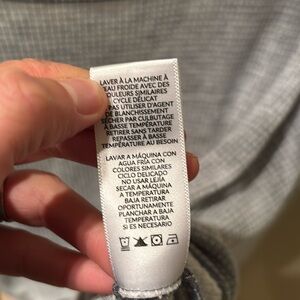 LAVER À LA MACHINE À
EAU FROIDE AVEC DES
COULEURS SIMILAIRES
CYCLE DÉLICAT
PAS UTILISER D'AGENT
DE BLANCHISSEMENT
SÉCHER PAR CULBUTAGE
À BASSE TEMPÉRATURE
RETIRER SANS TARDER
REPASSER À BASSE
TEMPÉRATURE AU BESOIN
LAVAR A MÁQUINA CON
AGUA FRÍA CON
COLORES SIMILARES
CICLO DELICADO
NO USAR LEJÍA
SECAR A MÁQUINA
A TEMPERATURA
BAJA RETIRAR
OPORTUNAMENTE
PLANCHAR A BAJA
TEMPERATURA
SI ES NECESARIO